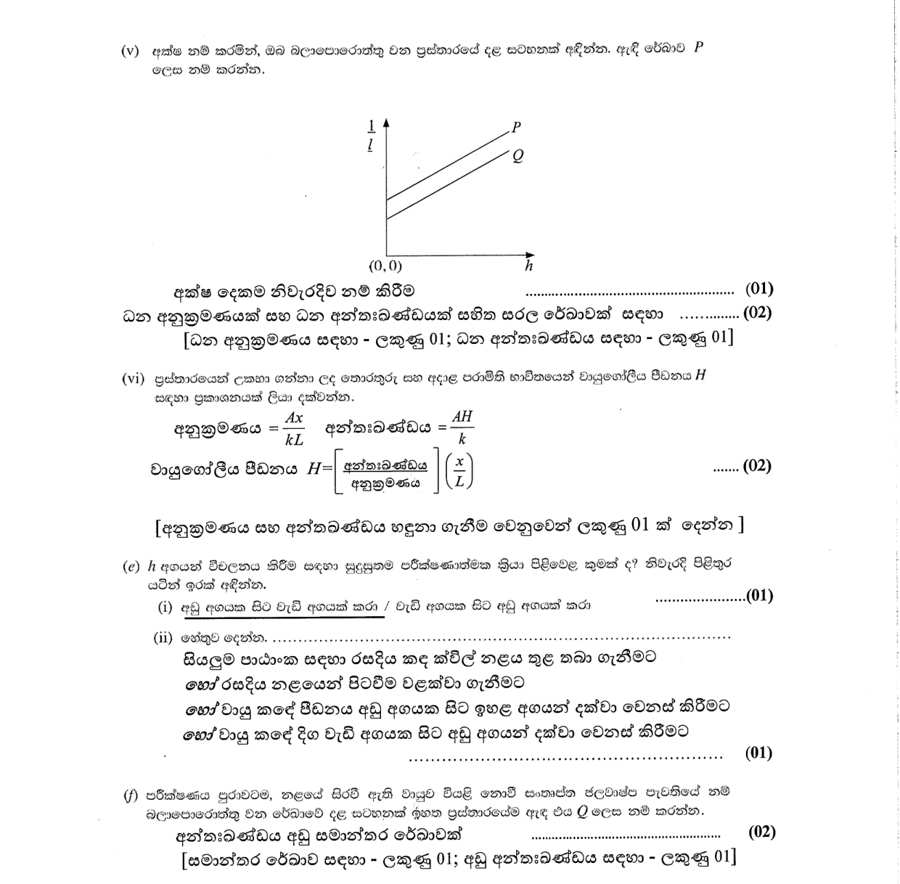 (v) අක්ෂ නම් කරමින්, ඔබ බලාපොරොත්තු වන ප්‍රස්තාරයේ දළ සටහනක් අඳින්න. ඇඳි රේඛාව P
ලෙස නම් කරන්න.
1/l
P
Q
(0,0)
h
අක්ෂ දෙකම නිවැරදිව නම් කිරීම .................................................. (01)
ධන අනුක්‍රමණයක් සහ ධන අන්තඃඛණ්ඩයක් සහිත සරල රේඛාවක් සඳහා .............. (02)
[ධන අනුක්‍රමණය සඳහා - ලකුණු 01; ධන අන්තඃඛණ්ඩය සඳහා - ලකුණු 01]
(vi) ප්‍රස්තාරයෙන් උකහා ගන්නා ලද තොරතුරු සහ අදාළ පරාමිති භාවිතයෙන් වායුගෝලීය පීඩනය H
සඳහා ප්‍රකාශනයක් ලියා දක්වන්න.
අනුක්‍රමණය = Ax/kL අන්තඃඛණ්ඩය = AH/k
වායුගෝලීය පීඩනය H=[අන්තඃඛණ්ඩය/අනුක්‍රමණය](x/L) ....... (02)
[අනුක්‍රමණය සහ අන්තඛණ්ඩය හඳුනා ගැනීම වෙනුවෙන් ලකුණු 01 ක් දෙන්න ]
(e) h අගයන් විචලනය කිරීම සඳහා සුදුසුතම පරීක්ෂණාත්මක ක්‍රියා පිළිවෙළ කුමක් ද? නිවැරදි පිළිතුර
යටින් ඉරක් අඳින්න.
(i) අඩු අගයක සිට වැඩි අගයක් කරා / වැඩි අගයක සිට අඩු අගයක් කරා ......................(01)
(ii) හේතුව දෙන්න. ....................................................................................
සියලුම පාඨාංක සඳහා රසදිය කඳ ක්විල් නළය තුළ තබා ගැනීමට
හෝ රසදිය නළයෙන් පිටවීම වළක්වා ගැනීමට
හෝ වායු කඳේ පීඩනය අඩු අගයක සිට ඉහළ අගයන් දක්වා වෙනස් කිරීමට
හෝ වායු කඳේ දිග වැඩි අගයක සිට අඩු අගයන් දක්වා වෙනස් කිරීමට
.............................................................. (01)
(f) පරීක්ෂණය පුරාවටම, නළයේ සිරවී ඇති වායුව වියළි නොවී සංතෘප්ත ජලවාෂ්ප පැවතියේ නම්
බලාපොරොත්තු වන රේඛාවේ දළ සටහනක් ඉහත ප්‍රස්තාරයේම ඇඳ එය Q ලෙස නම් කරන්න.
අන්තඃඛණ්ඩය අඩු සමාන්තර රේඛාවක් .............................................. (02)
[සමාන්තර රේඛාව සඳහා - ලකුණු 01; අඩු අන්තඃඛණ්ඩය සඳහා - ලකුණු 01]